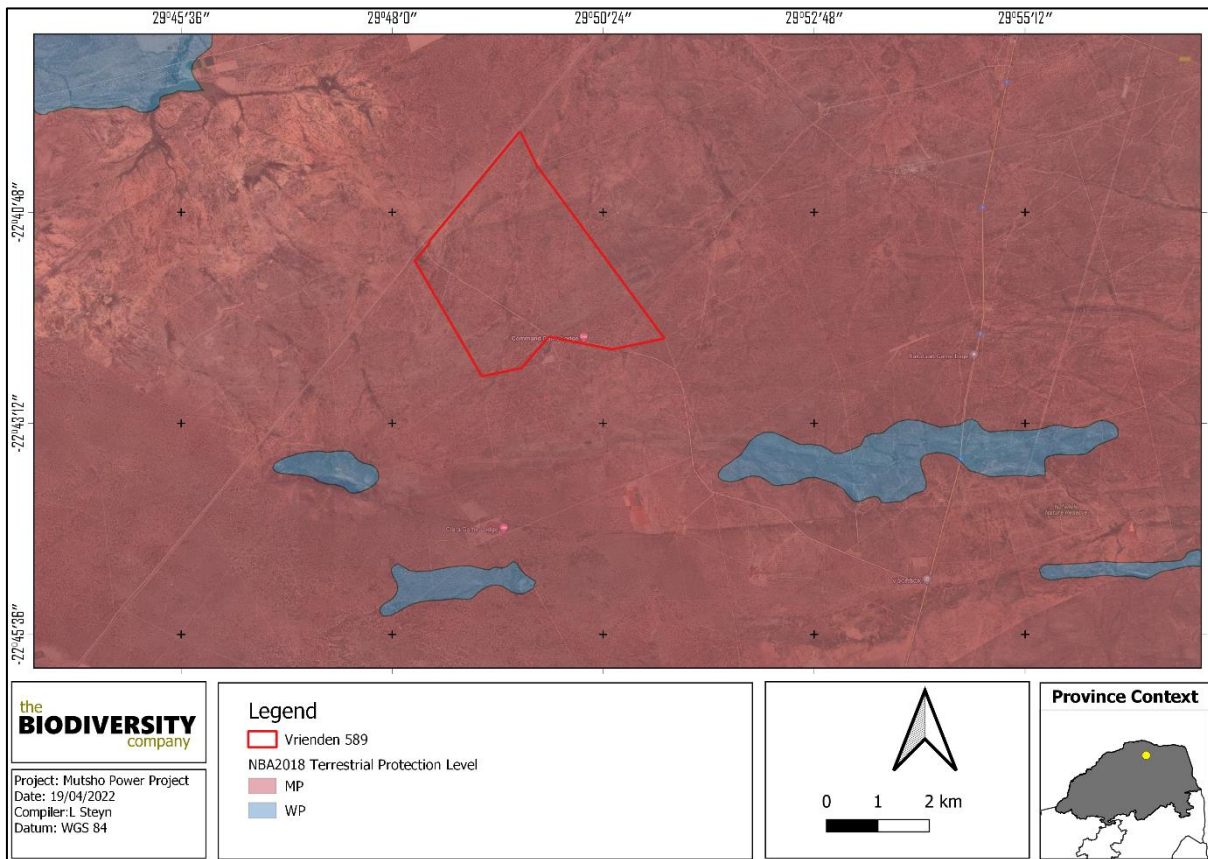 29°45'36" 29°48'0" 29°50'24" 29°52'48" 29°55'12"
-22°40'48"
-22°43'12"
-22°45'36"
Nature Reserve
the
BIODIVERSITY
company
Project: Mutsho Power Project
Date: 19/04/2022
Compiler:L Steyn
Datum: WGS 84
Legend
Vrienden 589
NBA2018 Terrestrial Protection Level
MP
WP
0 1 2 km
Province Context